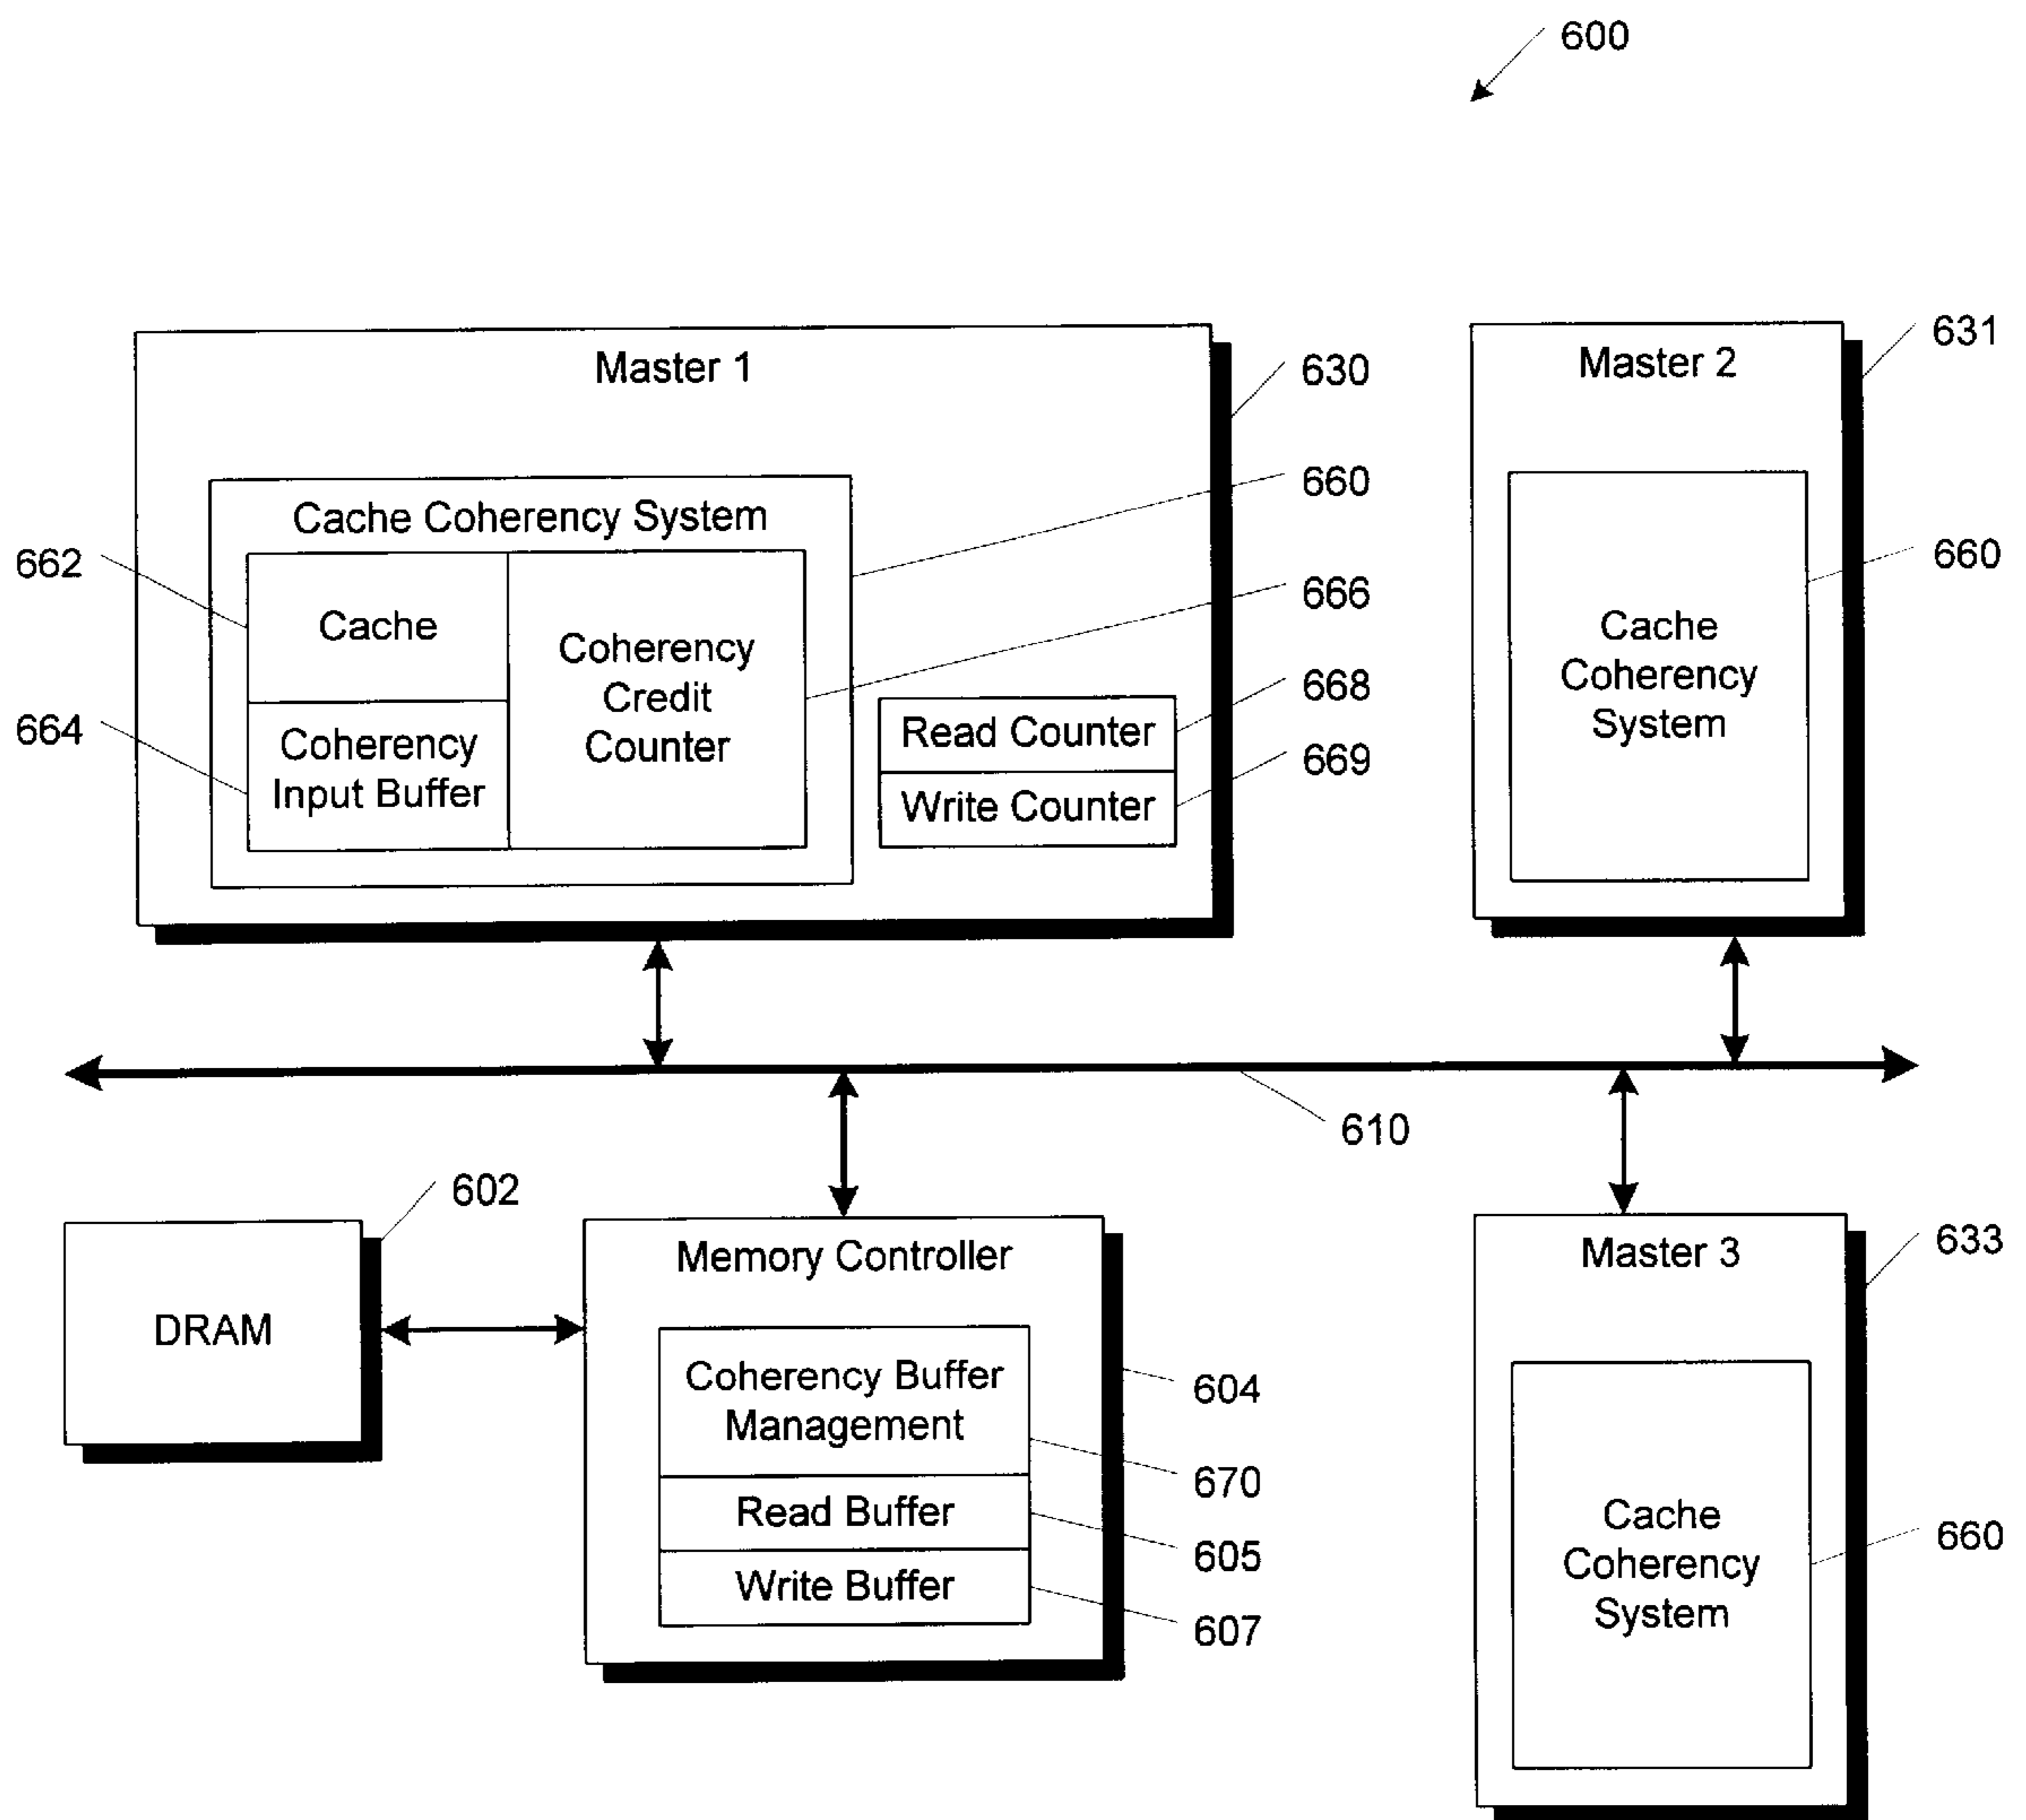 600
Master 1
630
Master 2
631
660
Cache Coherency System
662
Cache
Coherency
Credit
Counter
666
664
Coherency
Input Buffer
668
Read Counter
669
Write Counter
660
Cache
Coherency
System
610
602
DRAM
Memory Controller
Coherency Buffer
Management
604
670
Read Buffer
605
Write Buffer
607
Master 3
633
Cache
Coherency
System
660